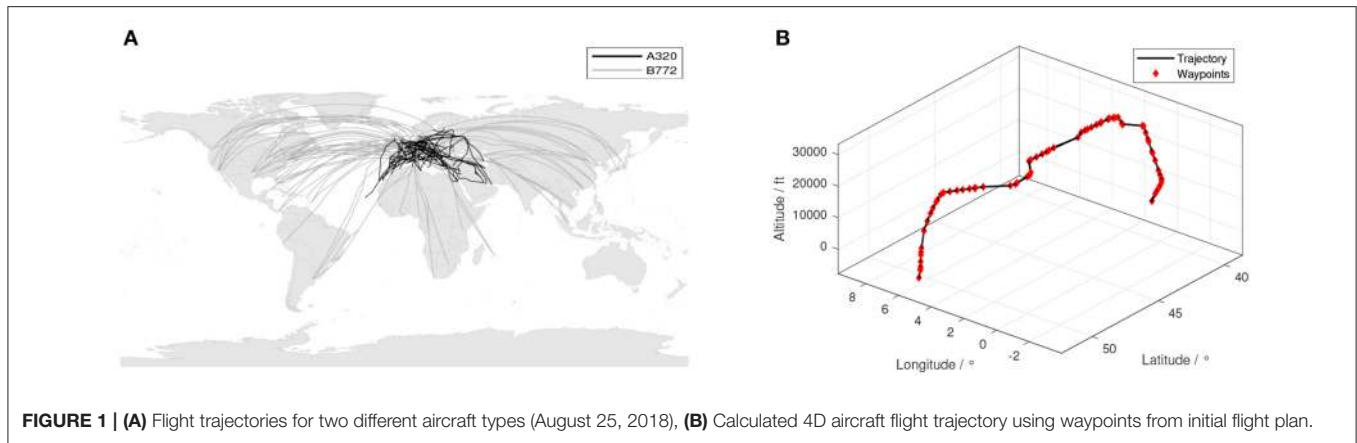 A
A320
B772
B
Trajectory
Waypoints
30000
20000
10000
0
Altitude / ft
8
6
4
2
0
-2
Longitude / °
50
45
40
Latitude / °
FIGURE 1 | (A) Flight trajectories for two different aircraft types (August 25, 2018), (B) Calculated 4D aircraft flight trajectory using waypoints from initial flight plan.